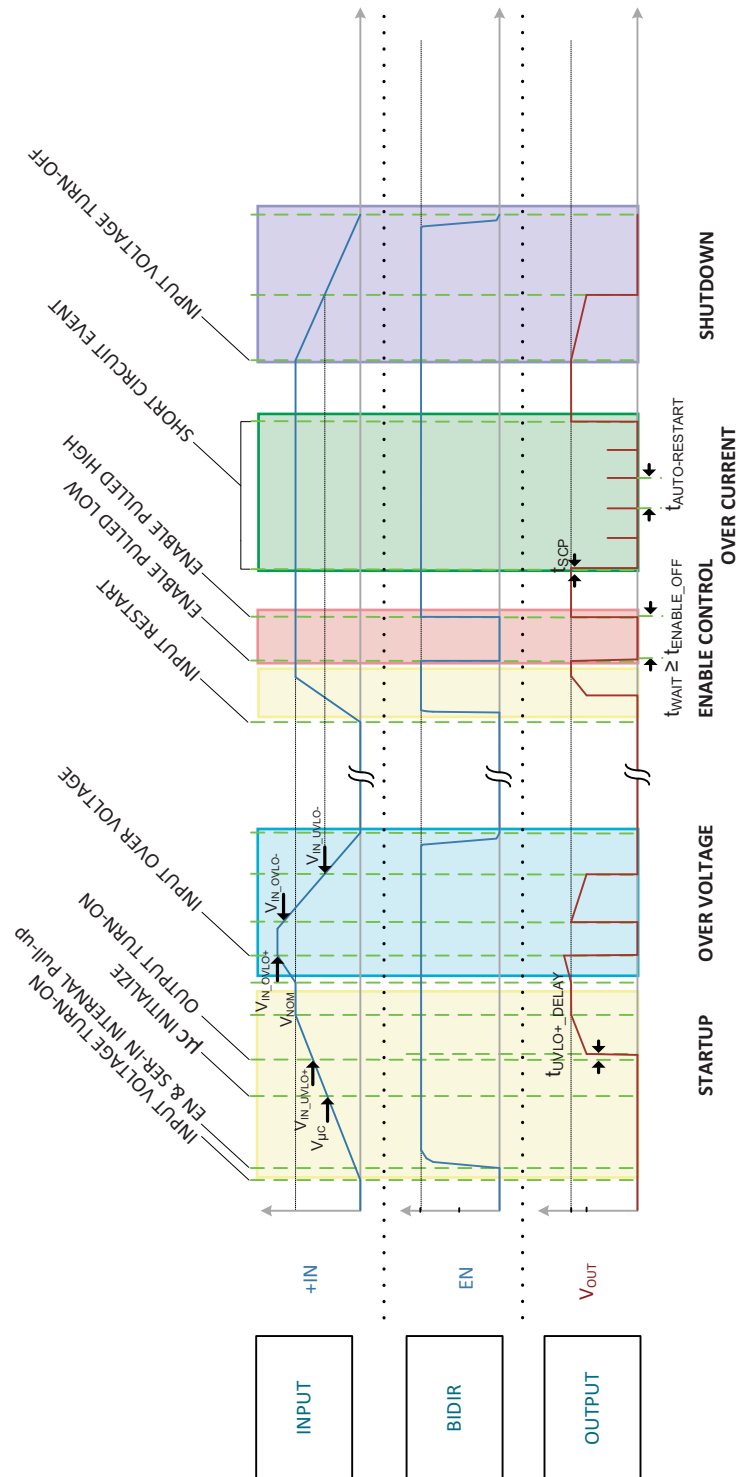 INPUT VOLTAGE TURN-ON
EN & SER-IN INTERNAL Pull-up
µC INITIALIZE
OUTPUT TURN-ON
INPUT OVER VOLTAGE
INPUT RESTART
ENABLE PULLED LOW
ENABLE PULLED HIGH
SHORT CIRCUIT EVENT
INPUT VOLTAGE TURN-OFF
INPUT
+IN
VµC
VIN_UVLO+
VNOM
VIN_OVLO+
VIN_OVLO-
VIN_UVLO-
BIDIR
EN
OUTPUT
VOUT
tUVLO+_DELAY
tSCP
tWAIT ≥ tENABLE_OFF
tAUTO-RESTART
STARTUP
OVER VOLTAGE
ENABLE CONTROL
OVER CURRENT
SHUTDOWN